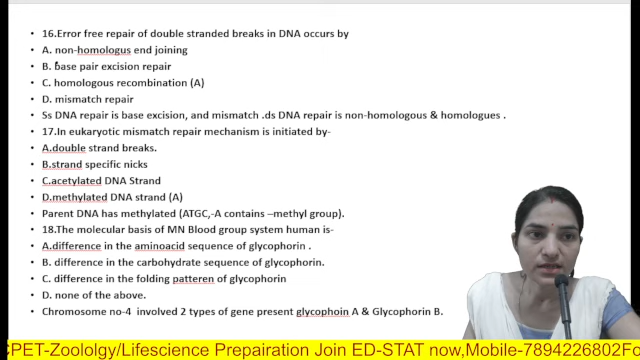 16.Error free repair of double stranded breaks in DNA occurs by
A. non-homologus end joining
B. base pair excision repair
C. homologous recombination (A)
D. mismatch repair
Ss DNA repair is base excision, and mismatch .ds DNA repair is non-homologous & homologues .
17.In eukaryotic mismatch repair mechanism is initiated by-
A.double strand breaks.
B.strand specific nicks
C.acetylated DNA Strand
D.methylated DNA strand (A)
Parent DNA has methylated (ATGC,-A contains –methyl group).
18.The molecular basis of MN Blood group system human is-
A.difference in the aminoacid sequence of glycophorin .
B. difference in the carbohydrate sequence of glycophorin.
C. difference in the folding patteren of glycophorin
D. none of the above.
Chromosome no-4 involved 2 types of gene present glycophoin A & Glycophorin B.
CPET-Zoololgy/Lifescience Prepairation Join ED-STAT now,Mobile-7894226802Fo